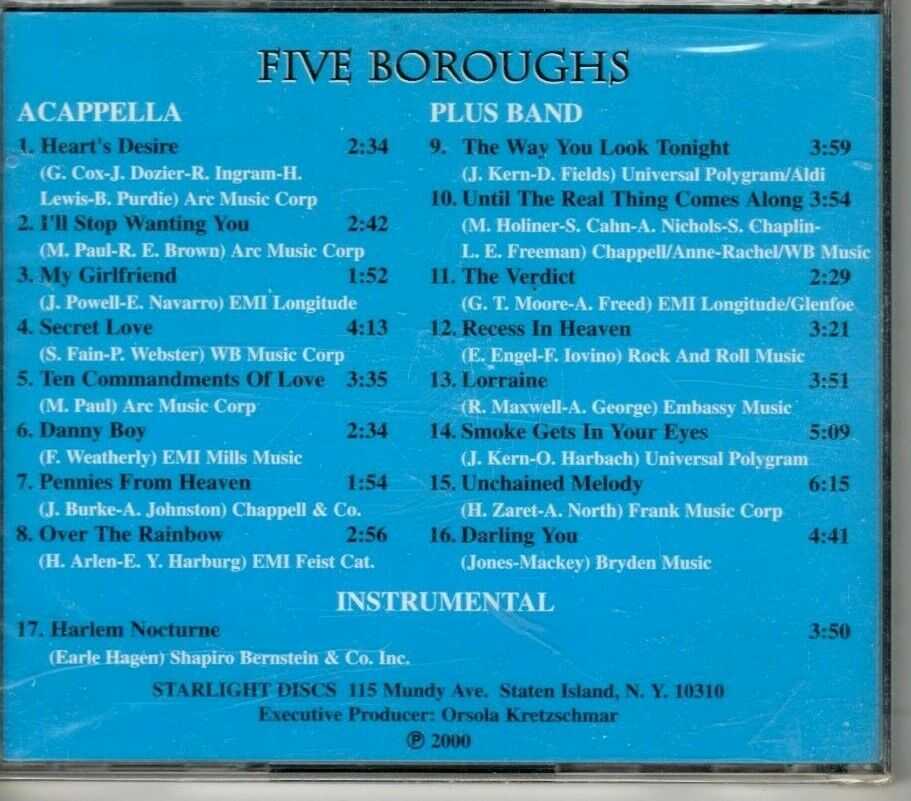 FIVE BOROUGHS
ACAPPELLA
1. Heart's Desire 2:34
(G. Cox-J. Dozier-R. Ingram-H.
Lewis-B. Purdie) Arc Music Corp
2. I'll Stop Wanting You 2:42
(M. Paul-R. E. Brown) Arc Music Corp
3. My Girlfriend 1:52
(J. Powell-E. Navarro) EMI Longitude
4. Secret Love 4:13
(S. Fain-P. Webster) WB Music Corp
5. Ten Commandments Of Love 3:35
(M. Paul) Arc Music Corp
6. Danny Boy 2:34
(F. Weatherly) EMI Mills Music
7. Pennies From Heaven 1:54
(J. Burke-A. Johnston) Chappell & Co.
8. Over The Rainbow 2:56
(H. Arlen-E. Y. Harburg) EMI Feist Cat.
PLUS BAND
9. The Way You Look Tonight 3:59
(J. Kern-D. Fields) Universal Polygram/Aldi
10. Until The Real Thing Comes Along 3:54
(M. Holiner-S. Cahn-A. Nichols-S. Chaplin-
L. E. Freeman) Chappell/Anne-Rachel/WB Music
11. The Verdict 2:29
(G. T. Moore-A. Freed) EMI Longitude/Glenfoe
12. Recess In Heaven 3:21
(E. Engel-F. Iovino) Rock And Roll Music
13. Lorraine 3:51
(R. Maxwell-A. George) Embassy Music
14. Smoke Gets In Your Eyes 5:09
(J. Kern-O. Harbach) Universal Polygram
15. Unchained Melody 6:15
(H. Zaret-A. North) Frank Music Corp
16. Darling You 4:41
(Jones-Mackey) Bryden Music
INSTRUMENTAL
17. Harlem Nocturne 3:50
(Earle Hagen) Shapiro Bernstein & Co. Inc.
STARLIGHT DISCS 115 Mundy Ave. Staten Island, N. Y. 10310
Executive Producer: Orsola Kretzschmar
℗ 2000